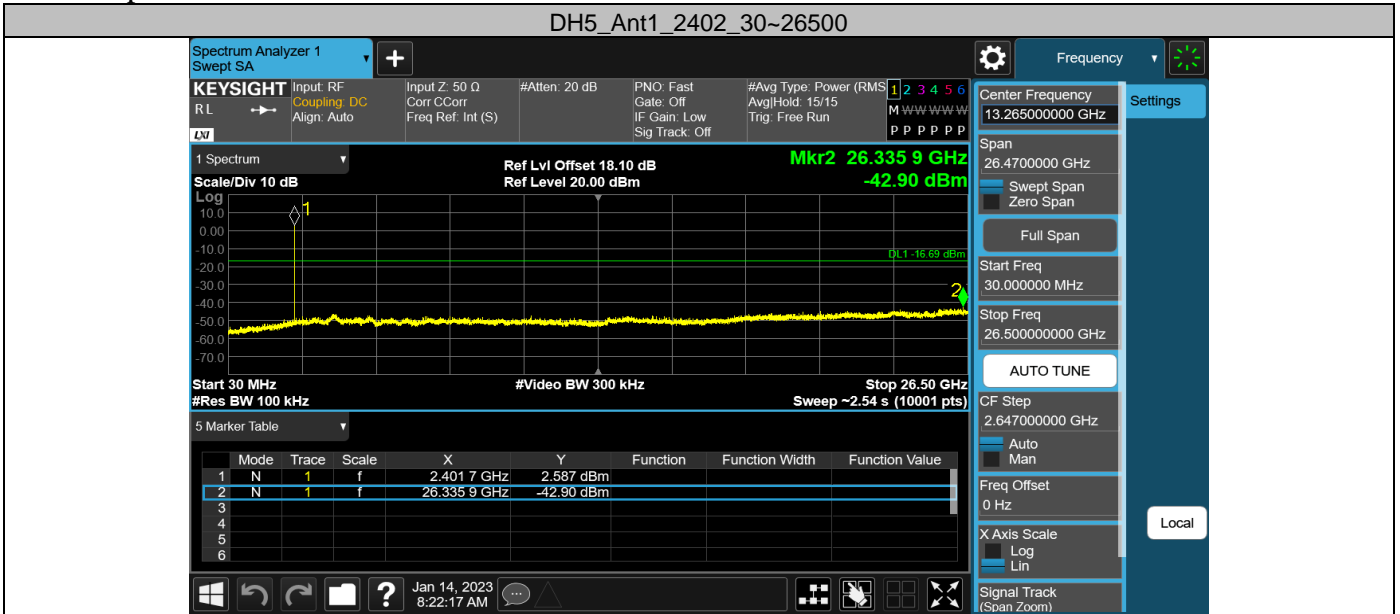 DH5_Ant1_2402_30~26500
Spectrum Analyzer 1
Swept SA
+
Frequency
KEYSIGHT
RL
LXI
Input: RF
Coupling: DC
Align: Auto
Input Z: 50 Ω
Corr CCorr
Freq Ref: Int (S)
#Atten: 20 dB
PNO: Fast
Gate: Off
IF Gain: Low
Sig Track: Off
#Avg Type: Power (RMS
Avg|Hold: 15/15
Trig: Free Run
1 2 3 4 5 6
M W W W W W
P P P P P P
1 Spectrum
Scale/Div 10 dB
Ref Lvl Offset 18.10 dB
Ref Level 20.00 dBm
Mkr2 26.335 9 GHz
-42.90 dBm
Log
10.0
0.00
-10.0
-20.0
-30.0
-40.0
-50.0
-60.0
-70.0
1
DL1 -16.69 dBm
2
Start 30 MHz
#Video BW 300 kHz
Stop 26.50 GHz
#Res BW 100 kHz
Sweep ~2.54 s (10001 pts)
5 Marker Table
Mode Trace Scale X Y Function Function Width Function Value
1 N 1 f 2.401 7 GHz 2.587 dBm
2 N 1 f 26.335 9 GHz -42.90 dBm
3
4
5
6
Center Frequency
13.265000000 GHz
Span
26.4700000 GHz
Swept Span
Zero Span
Full Span
Start Freq
30.000000 MHz
Stop Freq
26.500000000 GHz
AUTO TUNE
CF Step
2.647000000 GHz
Auto
Man
Freq Offset
0 Hz
X Axis Scale
Log
Lin
Signal Track
(Span Zoom)
Settings
Local
?
Jan 14, 2023
8:22:17 AM